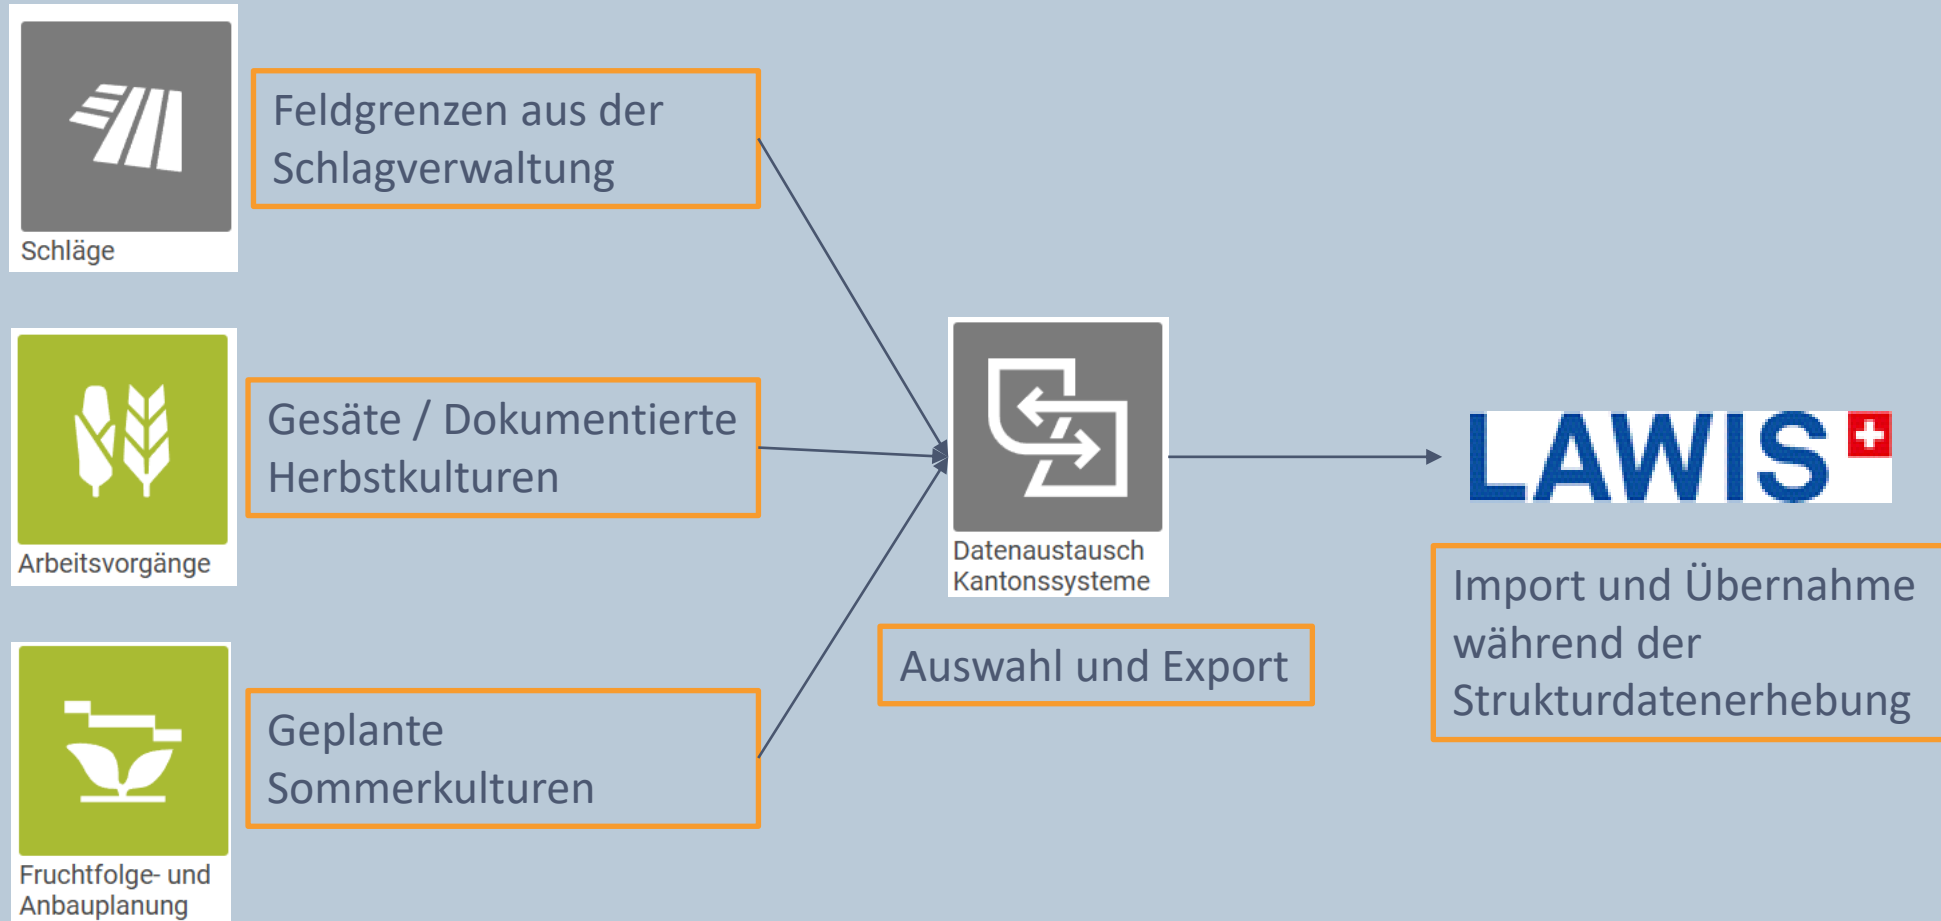 Schläge
Feldgrenzen aus der
Schlagverwaltung
Arbeitsvorgänge
Gesäte / Dokumentierte
Herbstkulturen
Fruchtfolge- und
Anbauplanung
Geplante
Sommerkulturen
Datenaustausch
Kantonssysteme
Auswahl und Export
LAWIS
Import und Übernahme
während der
Strukturdatenerhebung